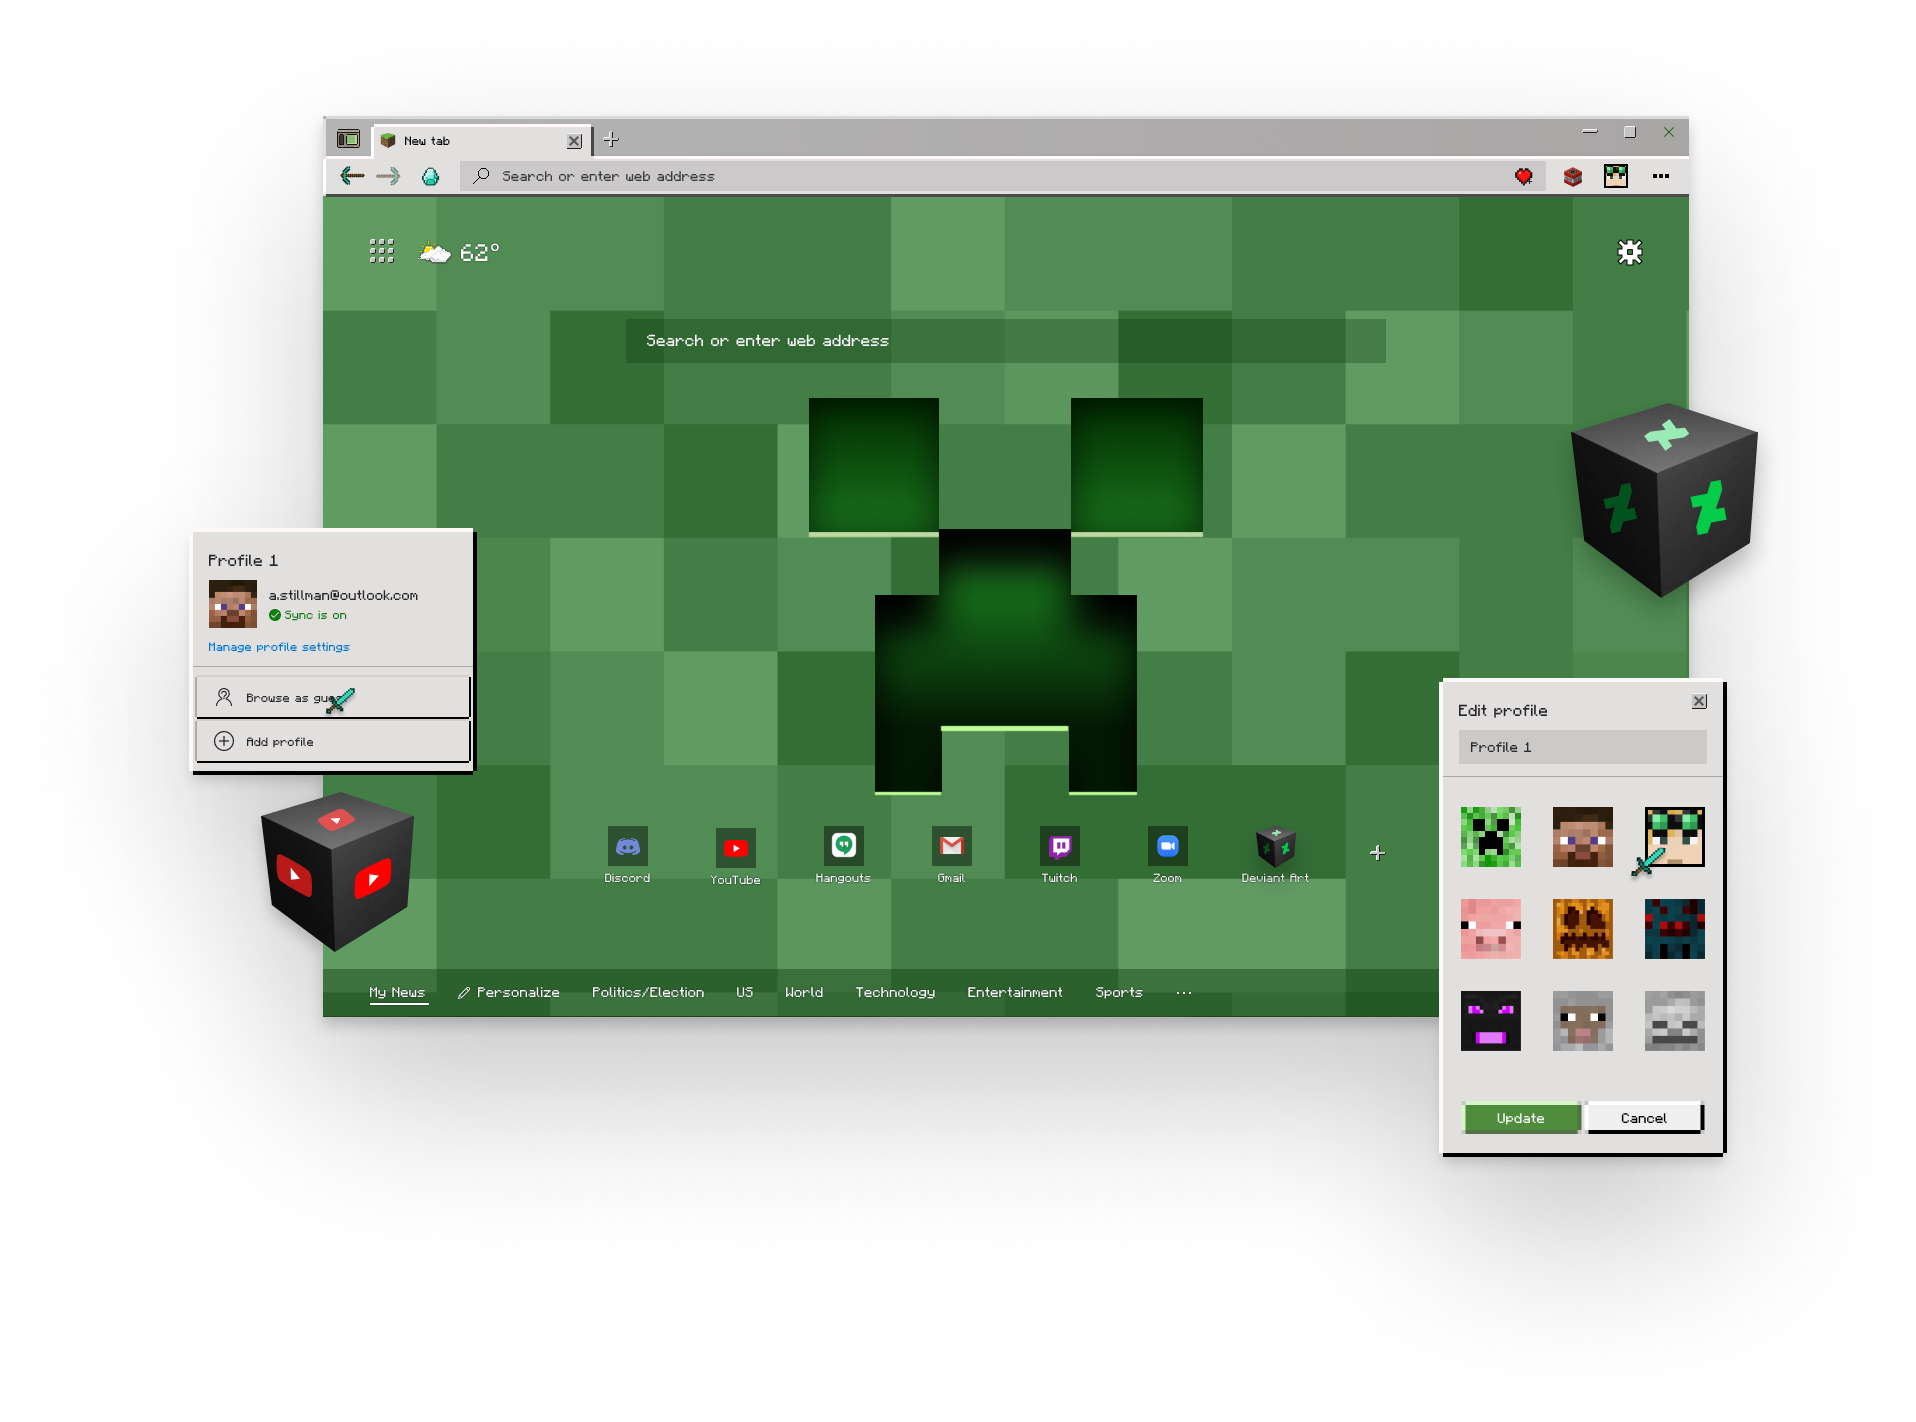 New tab
Search or enter web address
62°
Search or enter web address
Profile 1
a.stillman@outlook.com
Sync is on
Manage profile settings
Browse as gu
Add profile
Edit profile
Profile 1
Update
Cancel
Discord
YouTube
Hangouts
Gmail
Twitch
Zoom
Deviant Art
My News
Personalize
Politics/Election
US
World
Technology
Entertainment
Sports
...